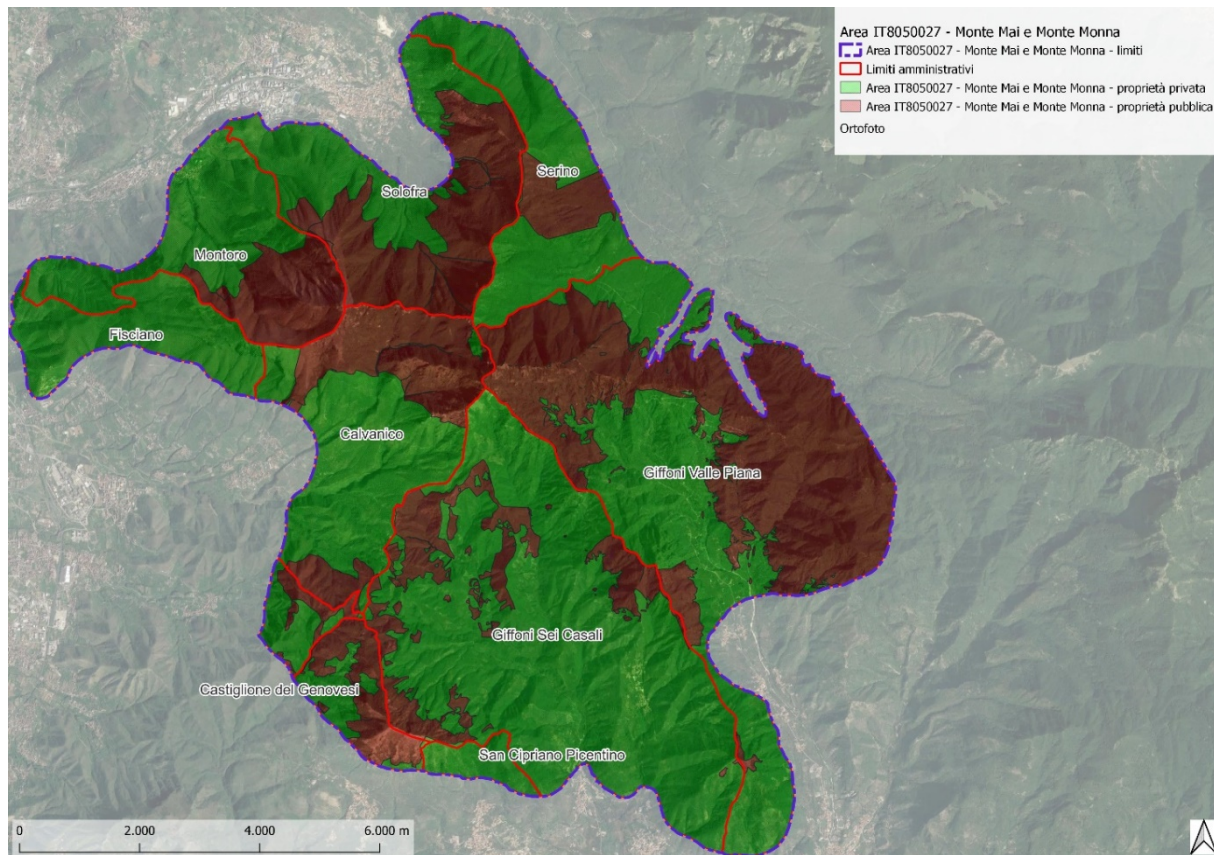 Area IT8050027 - Monte Mai e Monte Monna
Area IT8050027 - Monte Mai e Monte Monna - limiti
Limiti amministrativi
Area IT8050027 - Monte Mai e Monte Monna - proprietà privata
Area IT8050027 - Monte Mai e Monte Monna - proprietà pubblica
Ortofoto
Serino
Solofra
Montoro
Fisciano
Calvanico
Giffoni Valle Piana
Giffoni Sei Casali
Castiglione del Genovesi
San Cipriano Picentino
0 2.000 4.000 6.000 m